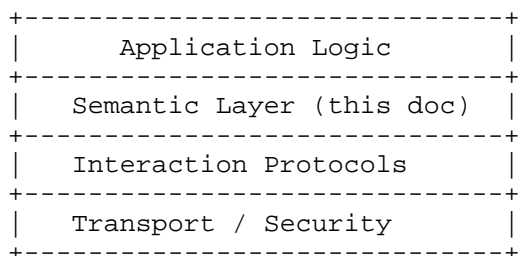 +------------------------------+
|      Application Logic       |
+------------------------------+
|   Semantic Layer (this doc)  |
+------------------------------+
|   Interaction Protocols      |
+------------------------------+
|   Transport / Security       |
+------------------------------+